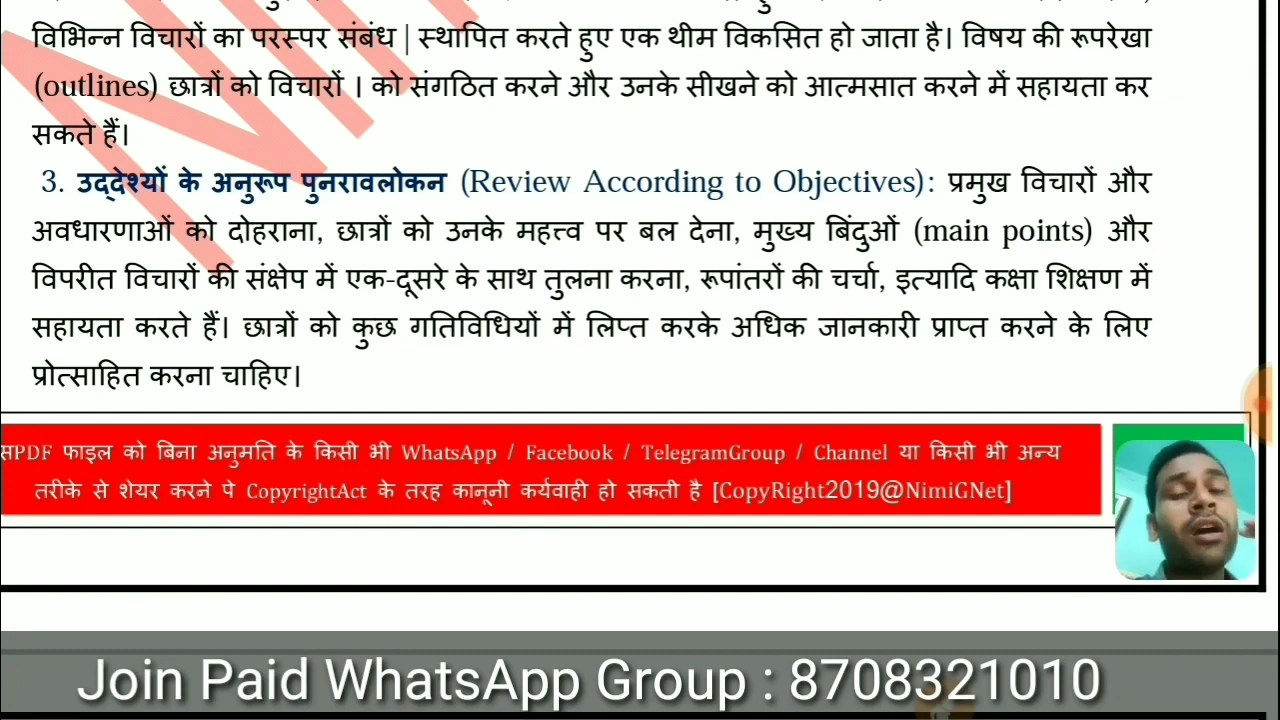 विभिन्न विचारों का परस्पर संबंध | स्थापित करते हुए एक थीम विकसित हो जाता है। विषय की रूपरेखा
(outlines) छात्रों को विचारों । को संगठित करने और उनके सीखने को आत्मसात करने में सहायता कर
सकते हैं।
3. उद्देश्यों के अनुरूप पुनरावलोकन (Review According to Objectives): प्रमुख विचारों और
अवधारणाओं को दोहराना, छात्रों को उनके महत्त्व पर बल देना, मुख्य बिंदुओं (main points) और
विपरीत विचारों की संक्षेप में एक-दूसरे के साथ तुलना करना, रूपांतरों की चर्चा, इत्यादि कक्षा शिक्षण में
सहायता करते हैं। छात्रों को कुछ गतिविधियों में लिप्त करके अधिक जानकारी प्राप्त करने के लिए
प्रोत्साहित करना चाहिए।
सPDF फाइल को बिना अनुमति के किसी भी WhatsApp / Facebook / TelegramGroup / Channel या किसी भी अन्य
तरीके से शेयर करने पे CopyrightAct के तरह कानूनी कर्यवाही हो सकती है [CopyRight2019@NimiGNet]
Join Paid WhatsApp Group : 8708321010